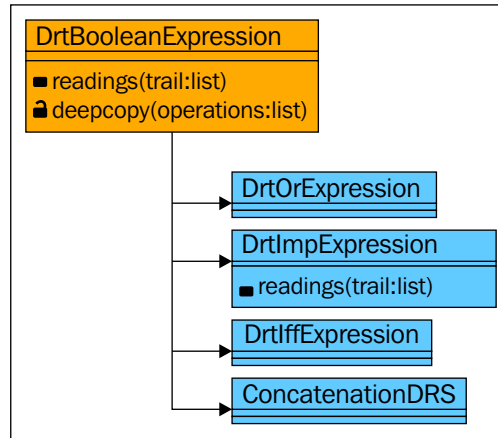 DrtBooleanExpression
readings(trail:list)
deepcopy(operations:list)
DrtOrExpression
DrtImpExpression
readings(trail:list)
DrtIffExpression
ConcatenationDRS